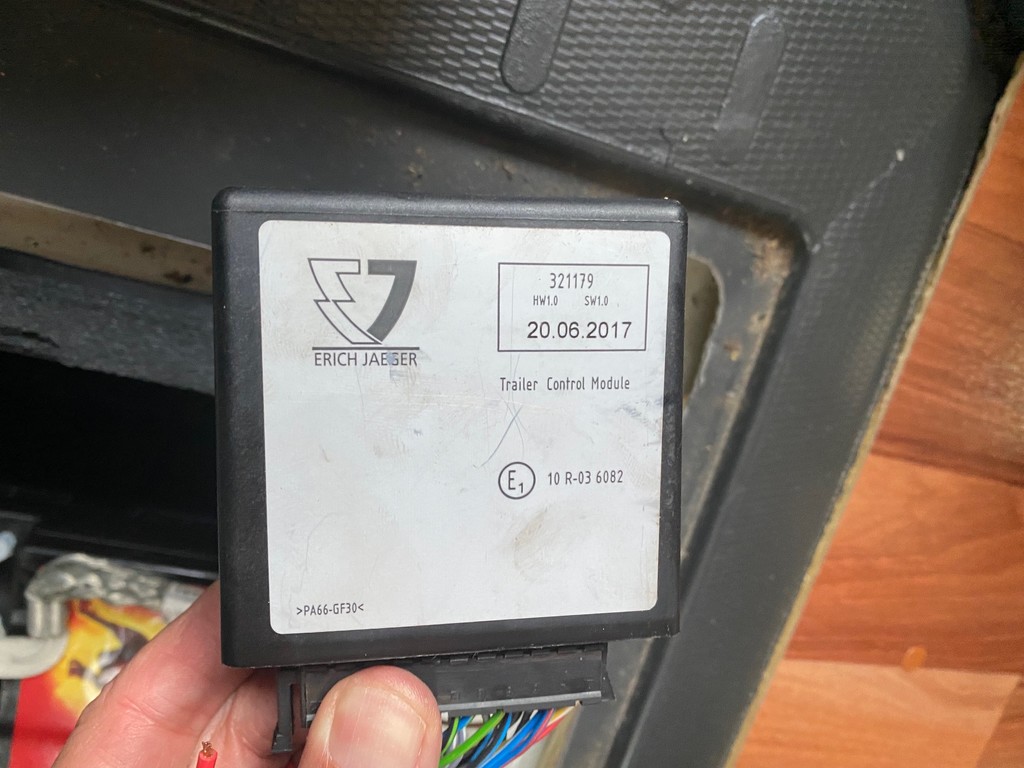 ERICH JAEGER
321179
HW1.0 SW1.0
20.06.2017
Trailer Control Module
E1 10 R-03 6082
>PA66-GF30<